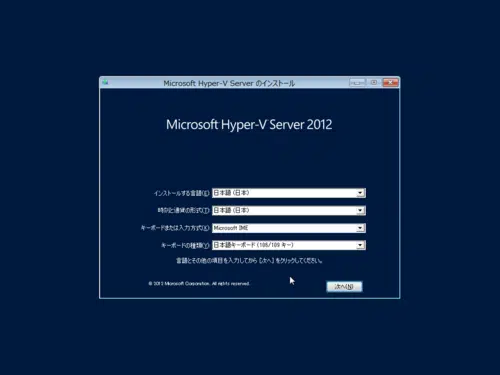 Microsoft Hyper-V Server のインストール
Microsoft Hyper-V Server 2012
インストールする言語(E) 日本語 (日本)
時刻と通貨の形式(T) 日本語 (日本)
キーボードまたは入力方式(K) Microsoft IME
キーボードの種類(Y) 日本語キーボード (106/109 キー)
言語とその他の項目を入力してから [次へ] をクリックしてください。
© 2012 Microsoft Corporation. All rights reserved.
次へ(N)